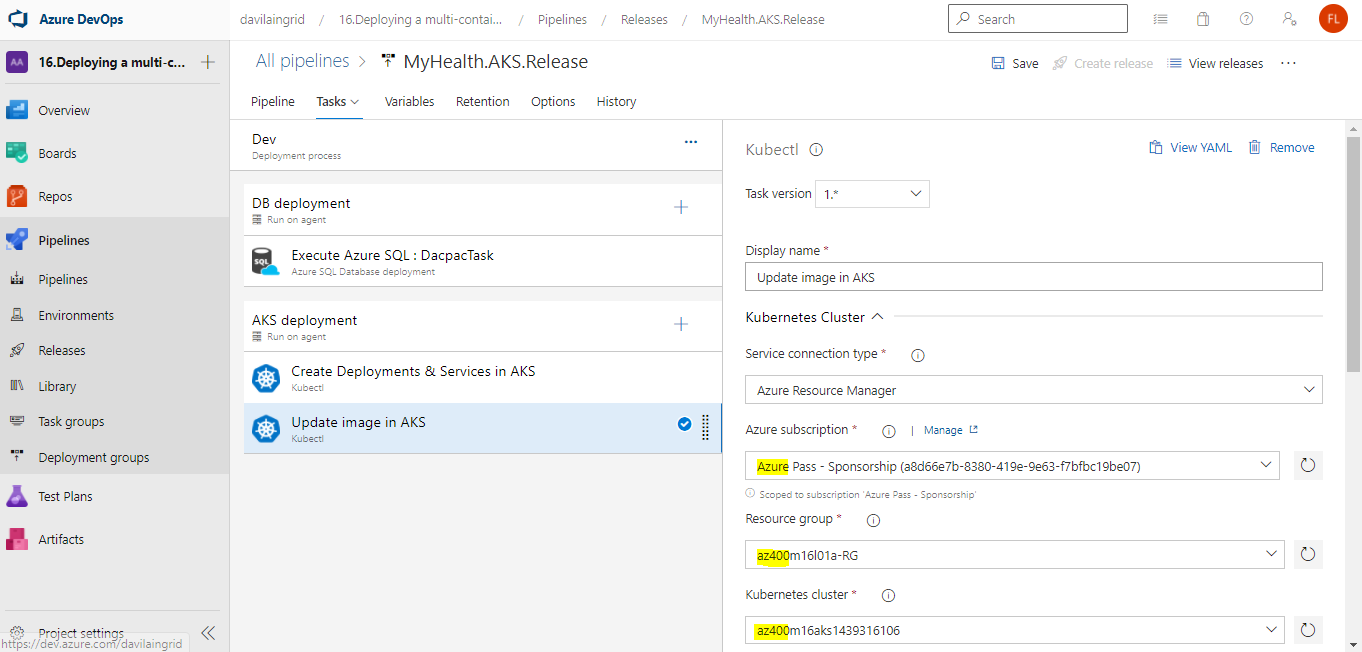 Azure DevOps
davilaingrid / 16.Deploying a multi-contai... / Pipelines / Releases / MyHealth.AKS.Release
Search
FL
AA
16.Deploying a multi-c...
Overview
Boards
Repos
Pipelines
Pipelines
Environments
Releases
Library
Task groups
Deployment groups
Test Plans
Artifacts
Project settings
https://dev.azure.com/davilaingrid
All pipelines > MyHealth.AKS.Release
Save
Create release
View releases
Pipeline
Tasks
Variables
Retention
Options
History
Dev
Deployment process
DB deployment
Run on agent
SQL
Execute Azure SQL : DacpacTask
Azure SQL Database deployment
AKS deployment
Run on agent
Create Deployments & Services in AKS
Kubectl
Update image in AKS
Kubectl
Kubectl
View YAML
Remove
Task version 1.*
Display name *
Update image in AKS
Kubernetes Cluster
Service connection type *
Azure Resource Manager
Azure subscription * | Manage
Azure Pass - Sponsorship (a8d66e7b-8380-419e-9e63-f7bfbc19be07)
Scoped to subscription 'Azure Pass - Sponsorship'
Resource group *
az400m16l01a-RG
Kubernetes cluster *
az400m16aks1439316106